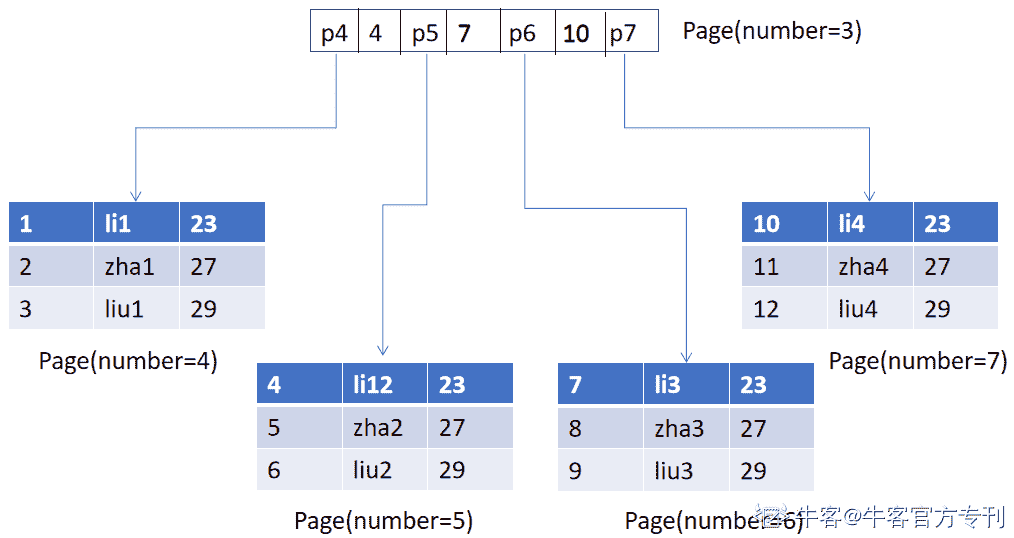 p4 4 p5 7 p6 10 p7
Page(number=3)
1 li1 23
2 zha1 27
3 liu1 29
Page(number=4)
10 li4 23
11 zha4 27
12 liu4 29
Page(number=7)
4 li12 23
5 zha2 27
6 liu2 29
Page(number=5)
7 li3 23
8 zha3 27
9 liu3 29
Page(number=6)
牛客@牛客官方专刊